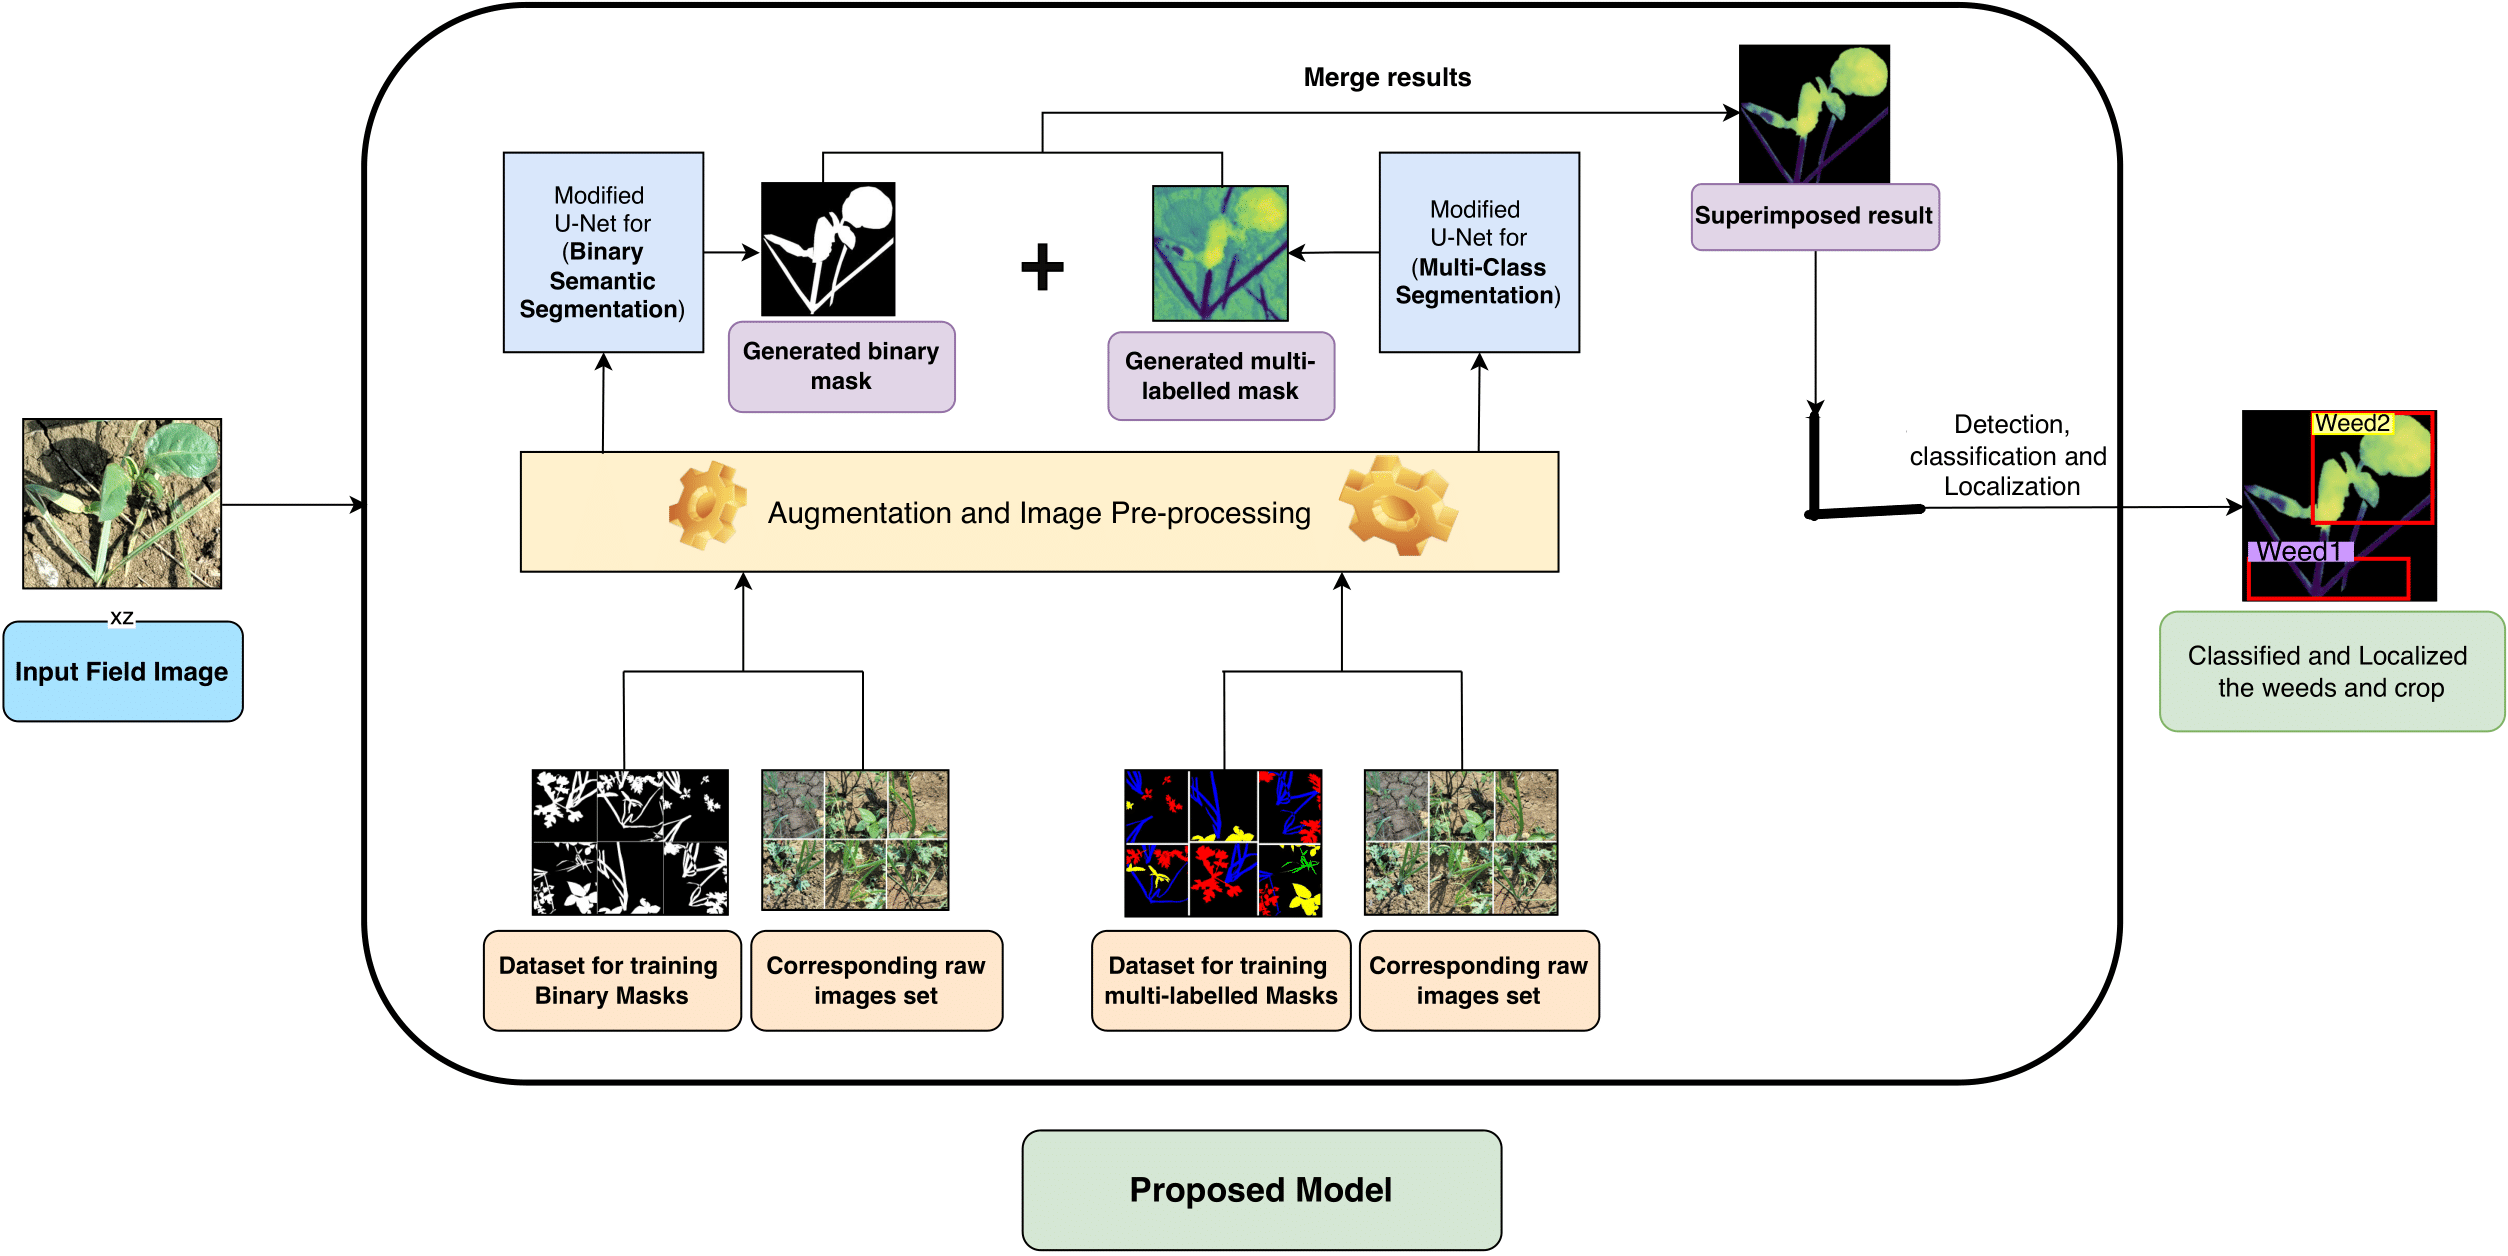 Merge results
Modified
U-Net for
(Binary
Semantic
Segmentation)
Modified
U-Net for
(Multi-Class
Segmentation)
Superimposed result
Generated binary
mask
Generated multi-
labelled mask
Augmentation and Image Pre-processing
Detection,
classification and
Localization
Weed2
Weed1
xz
Input Field Image
Classified and Localized
the weeds and crop
Dataset for training
Binary Masks
Corresponding raw
images set
Dataset for training
multi-labelled Masks
Corresponding raw
images set
Proposed Model